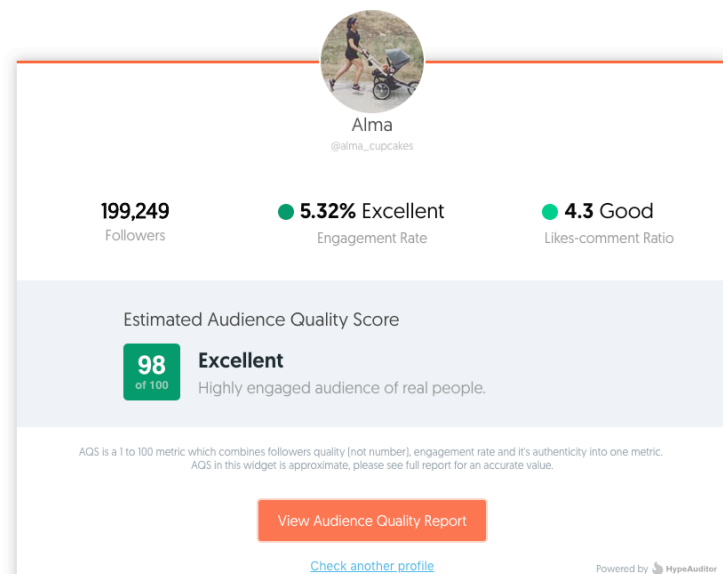 Alma
@alma_cupcakes
199,249
Followers
5.32% Excellent
Engagement Rate
4.3 Good
Likes-comment Ratio
Estimated Audience Quality Score
98
of 100
Excellent
Highly engaged audience of real people.
AQS is a 1 to 100 metric which combines followers quality (not number), engagement rate and it's authenticity into one metric.
AQS in this widget is approximate, please see full report for an accurate value.
View Audience Quality Report
Check another profile
Powered by HypeAuditor